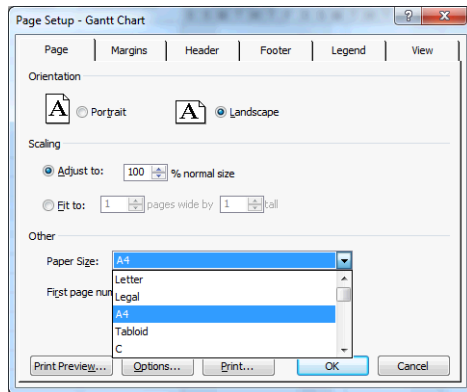 Page Setup - Gantt Chart
Page Margins Header Footer Legend View
Orientation
A Portrait A Landscape
Scaling
Adjust to: 100 % normal size
Fit to: 1 pages wide by 1 tall
Other
Paper Size: A4
Letter
First page num Legal
A4
Tabloid
C
Print Preview... Options... Print... OK Cancel